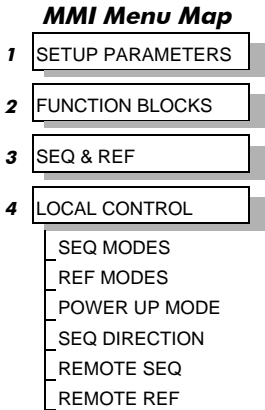 MMI Menu Map
1 SETUP PARAMETERS
2 FUNCTION BLOCKS
3 SEQ & REF
4 LOCAL CONTROL
SEQ MODES
REF MODES
POWER UP MODE
SEQ DIRECTION
REMOTE SEQ
REMOTE REF